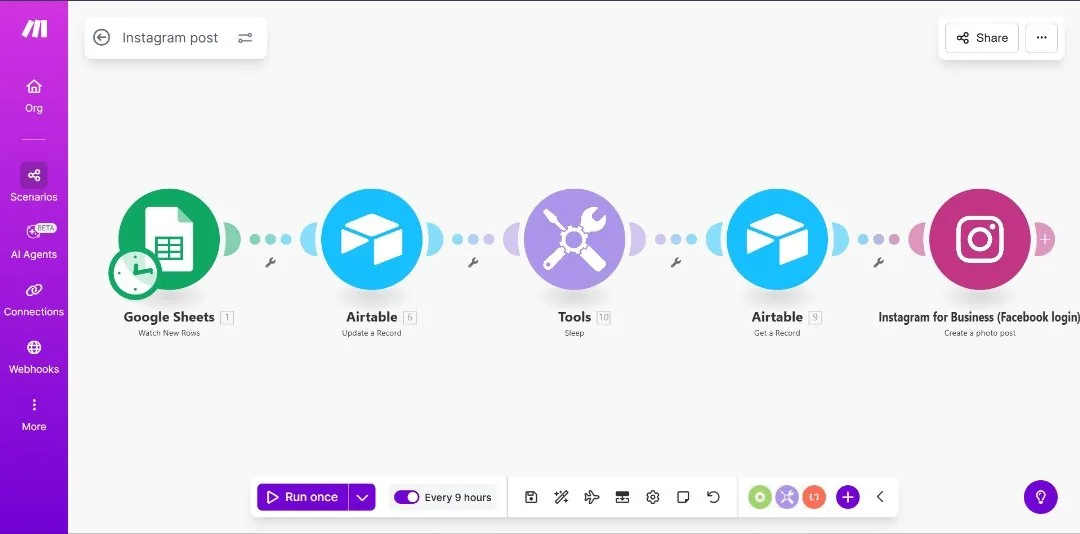 Instagram post
Share
Org
Scenarios
BETA
AI Agents
Connections
Webhooks
More
Google Sheets 1
Watch New Rows
Airtable 6
Update a Record
Tools 10
Sleep
Airtable 9
Get a Record
Instagram for Business (Facebook login)
Create a photo post
Run once
Every 9 hours